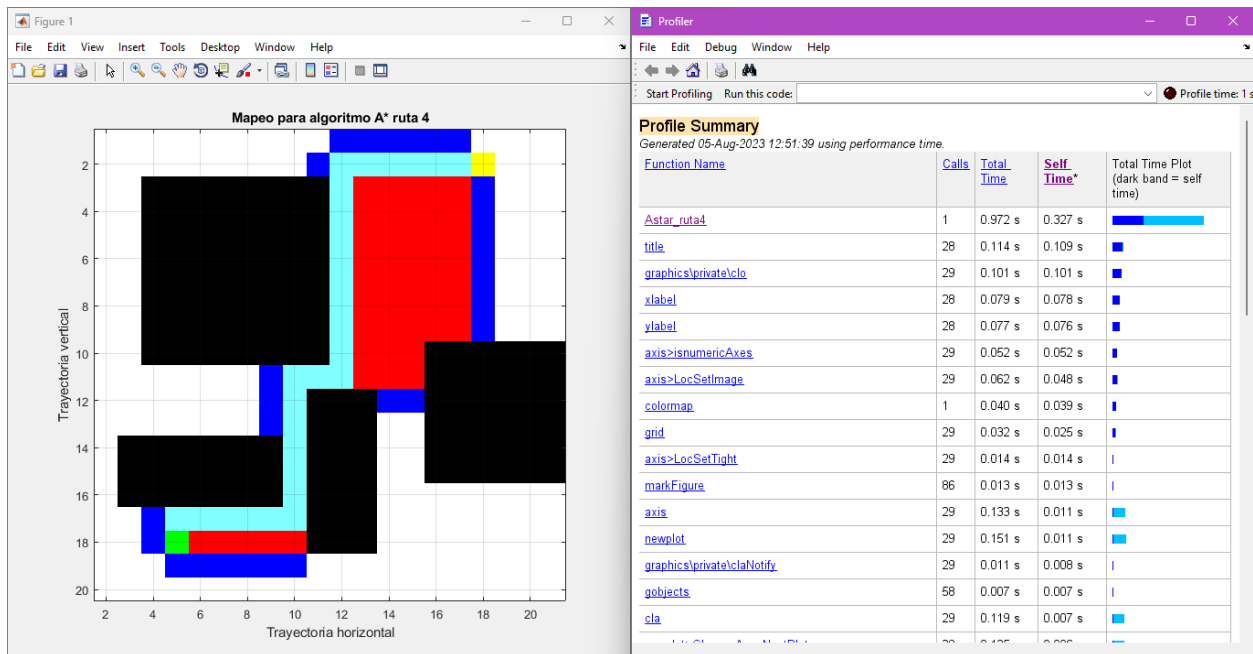 Figure 1
File Edit View Insert Tools Desktop Window Help
Mapeo para algoritmo A* ruta 4
Trayectoria vertical
2
4
6
8
10
12
14
16
18
20
2 4 6 8 10 12 14 16 18 20
Trayectoria horizontal
Profiler
File Edit Debug Window Help
Start Profiling Run this code: Profile time: 1 s
Profile Summary
Generated 05-Aug-2023 12:51:39 using performance time.
Function Name Calls Total Time Self Time* Total Time Plot
(dark band = self
time)
Astar_ruta4 1 0.972 s 0.327 s
title 28 0.114 s 0.109 s
graphics\private\clo 29 0.101 s 0.101 s
xlabel 28 0.079 s 0.078 s
ylabel 28 0.077 s 0.076 s
axis>isnumericAxes 29 0.052 s 0.052 s
axis>LocSetImage 29 0.062 s 0.048 s
colormap 1 0.040 s 0.039 s
grid 29 0.032 s 0.025 s
axis>LocSetTight 29 0.014 s 0.014 s
markFigure 86 0.013 s 0.013 s
axis 29 0.133 s 0.011 s
newplot 29 0.151 s 0.011 s
graphics\private\claNotify 29 0.011 s 0.008 s
gobjects 58 0.007 s 0.007 s
cla 29 0.119 s 0.007 s